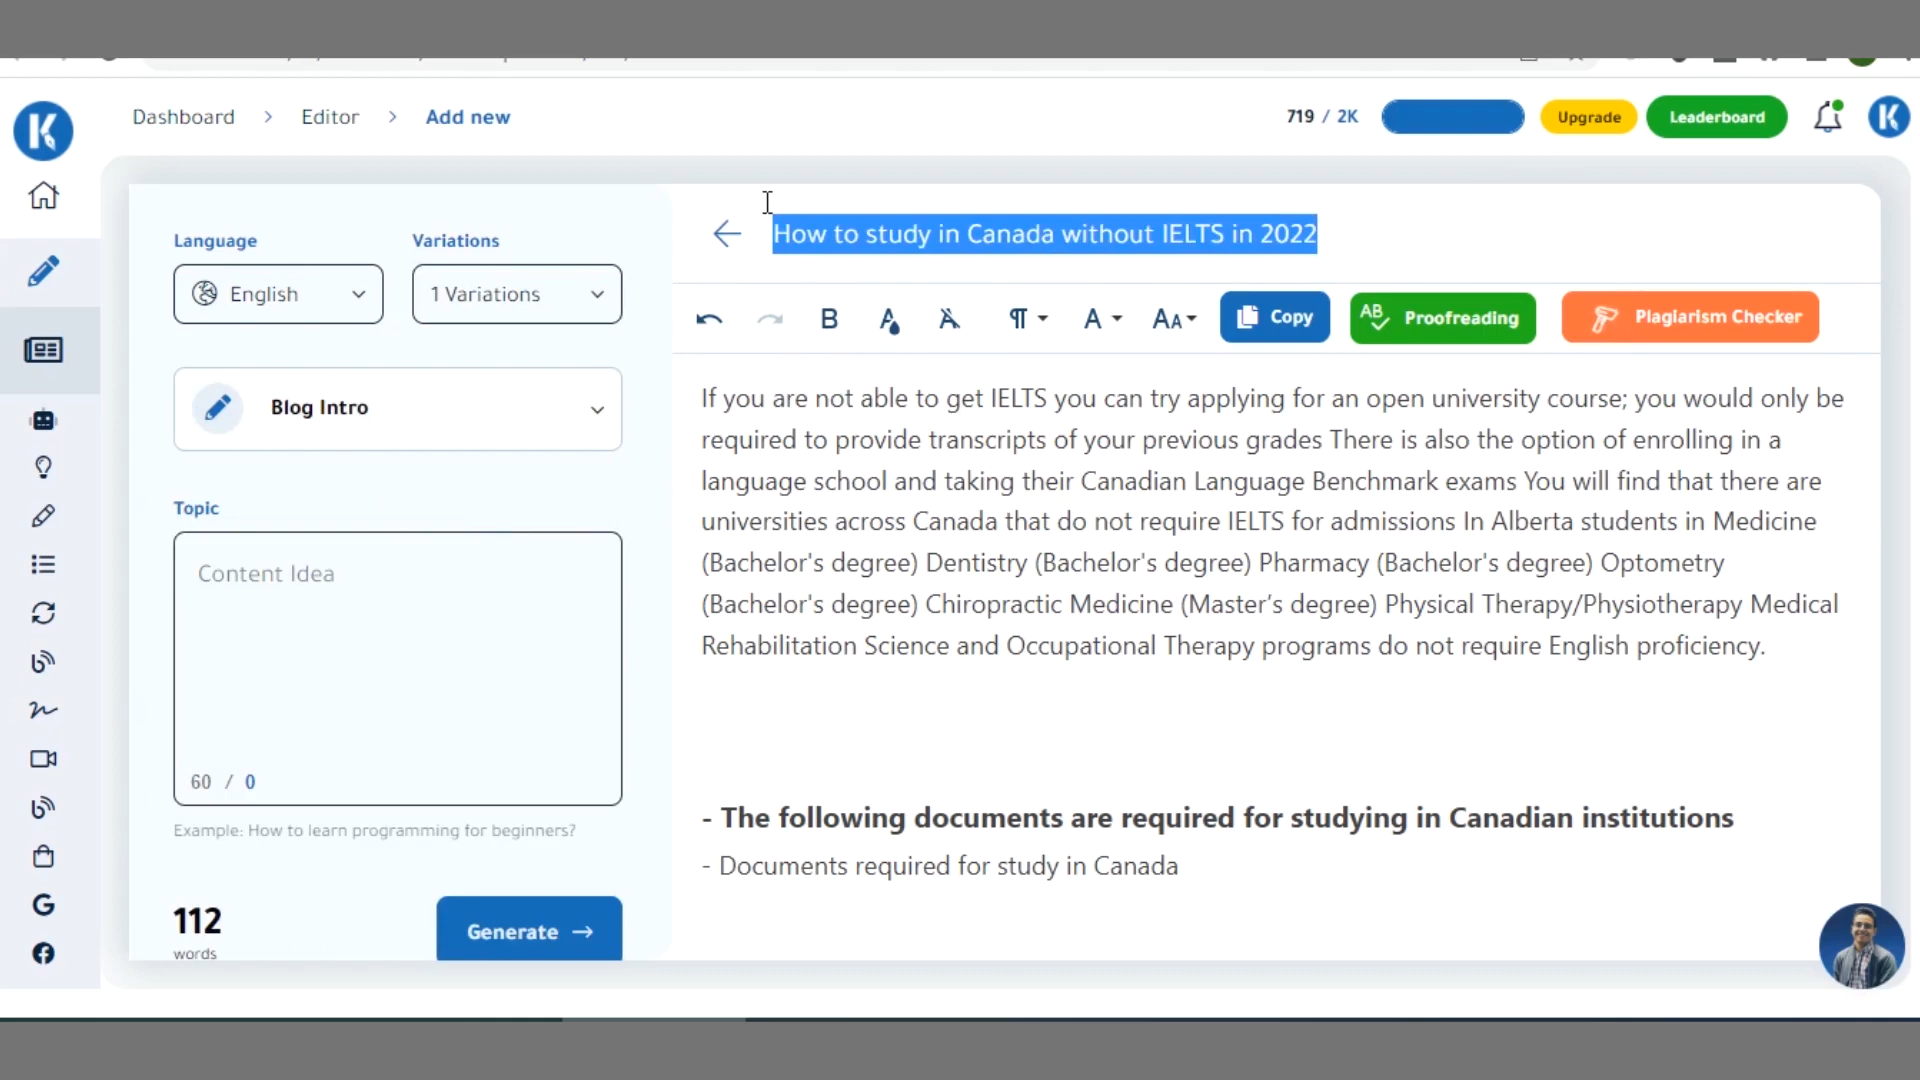 Dashboard > Editor > Add new
719 / 2K
Upgrade
Leaderboard
Language
Variations
English
1 Variations
Blog Intro
Topic
Content Idea
60 / 0
Example: How to learn programming for beginners?
112
words
Generate →
How to study in Canada without IELTS in 2022
Copy
Proofreading
Plagiarism Checker
If you are not able to get IELTS you can try applying for an open university course; you would only be
required to provide transcripts of your previous grades There is also the option of enrolling in a
language school and taking their Canadian Language Benchmark exams You will find that there are
universities across Canada that do not require IELTS for admissions In Alberta students in Medicine
(Bachelor's degree) Dentistry (Bachelor's degree) Pharmacy (Bachelor's degree) Optometry
(Bachelor's degree) Chiropractic Medicine (Master’s degree) Physical Therapy/Physiotherapy Medical
Rehabilitation Science and Occupational Therapy programs do not require English proficiency.
- The following documents are required for studying in Canadian institutions
- Documents required for study in Canada